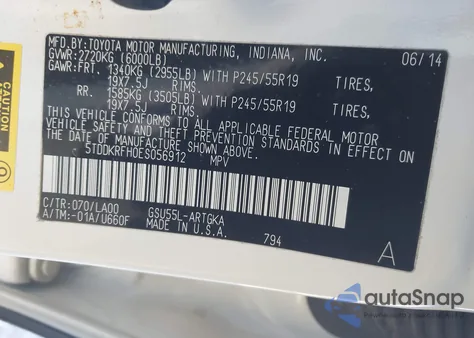 MFD.BY: TOYOTA MOTOR MANUFACTURING, INDIANA, INC. 06/14
GVWR: 2720KG (6000LB)
GAWR: FRT. 1340KG (2955LB) WITH P245/55R19 TIRES,
19X7.5J RIMS,
RR. 1585KG (3505LB) WITH P245/55R19 TIRES,
19X7.5J RIMS,
THIS VEHICLE CONFORMS TO ALL APPLICABLE FEDERAL MOTOR
VEHICLE SAFETY AND THEFT PREVENTION STANDARDS IN EFFECT
ON THE DATE OF MANUFACTURE SHOWN ABOVE.
5TDDKRFH0ES056912 MPV
C/TR: 070/LA00 GSU55L-ARTGKA
A/TM: -01A/U660F MADE IN U.S.A. 794 A
CAUTION
autoSnap
Powered by CARFAST